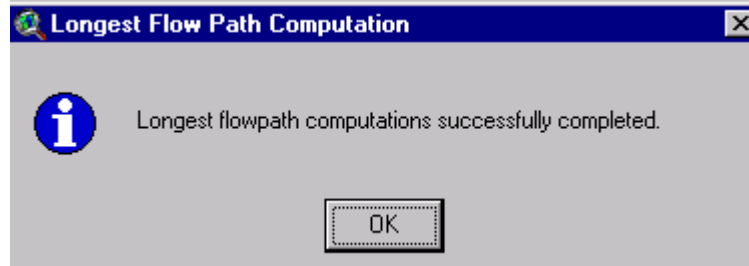 Longest Flow Path Computation
Longest flowpath computations successfully completed.
OK